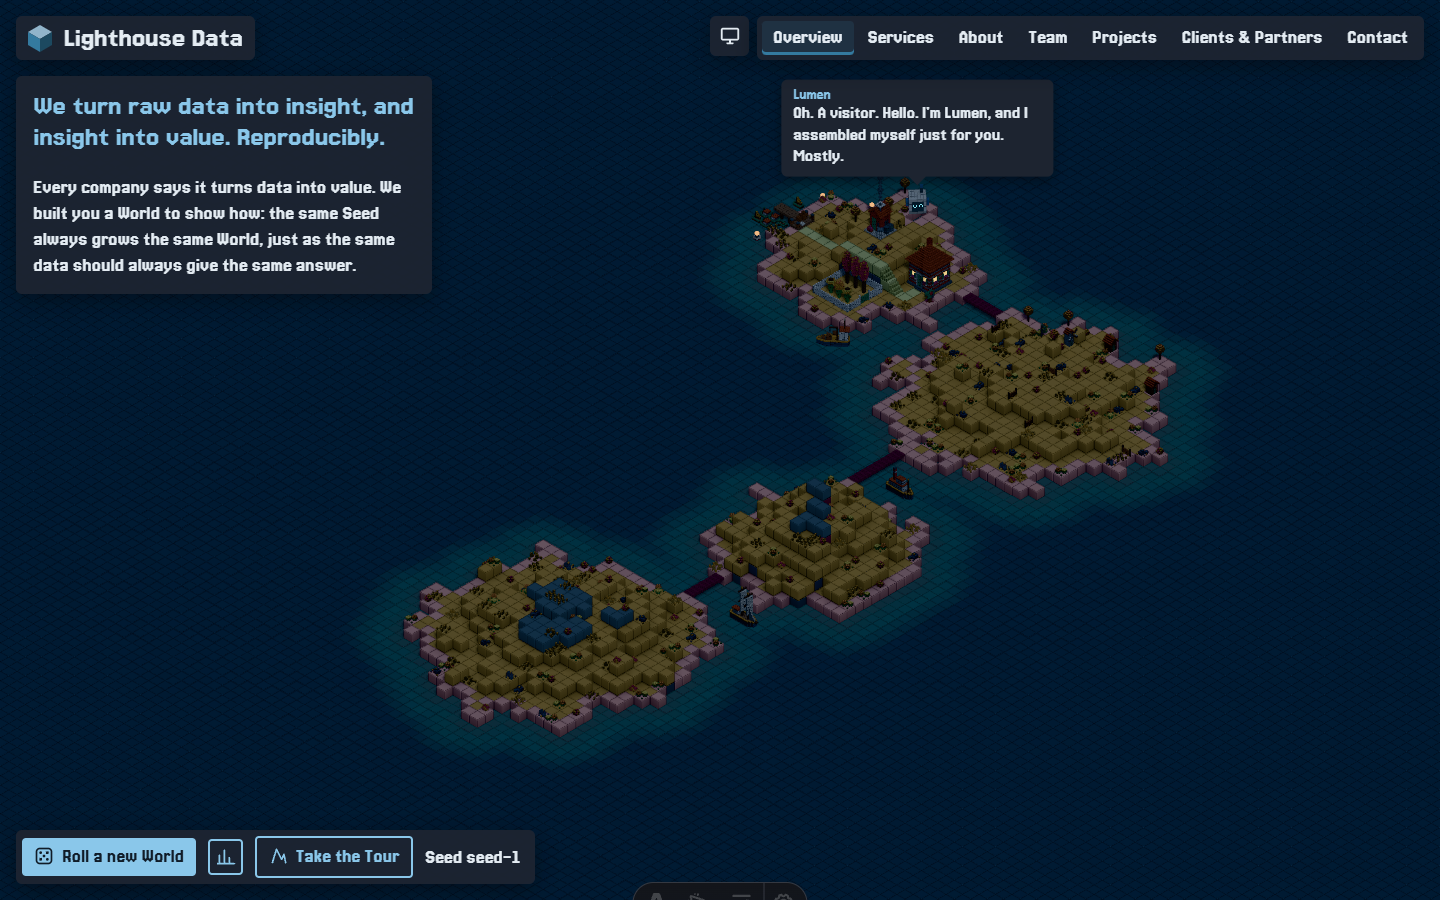 Lighthouse Data
Overview Services About Team Projects Clients & Partners Contact
We turn raw data into insight, and
insight into value. Reproducibly.
Every company says it turns data into value. We
built you a World to show how: the same Seed
always grows the same World, just as the same
data should always give the same answer.
Lumen
Oh. A visitor. Hello. I'm Lumen, and I
assembled myself just for you.
Mostly.
Roll a new World
Take the Tour
Seed seed-1